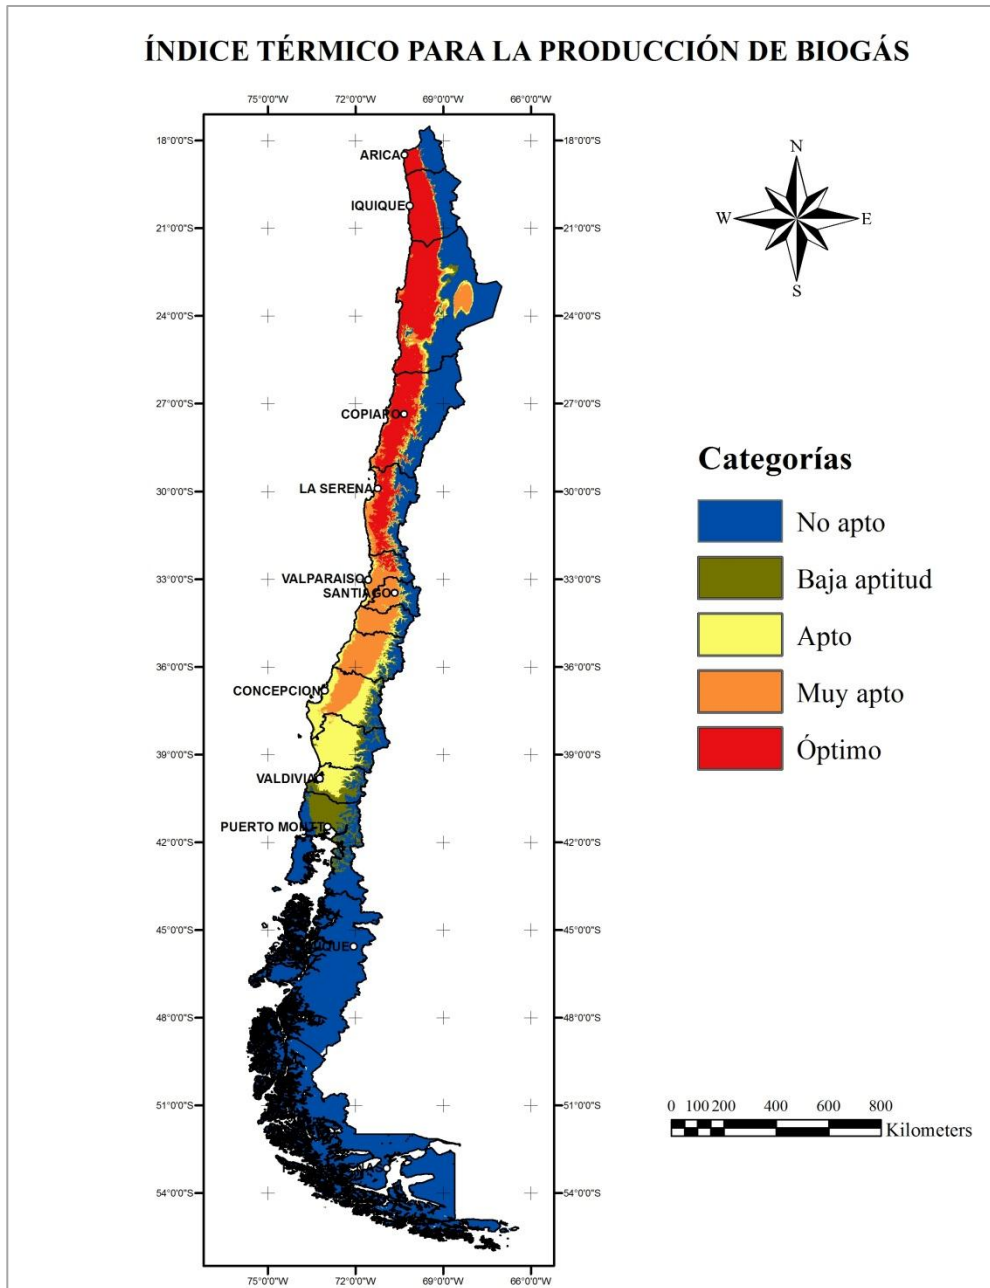 ÍNDICE TÉRMICO PARA LA PRODUCCIÓN DE BIOGÁS
75°0'0"W 72°0'0"W 69°0'0"W 66°0'0"W
18°0'0"S 18°0'0"S
ARICA
IQUIQUE
21°0'0"S 21°0'0"S
24°0'0"S 24°0'0"S
27°0'0"S 27°0'0"S
COPIAPO
LA SERENA
30°0'0"S 30°0'0"S
VALPARAISO
33°0'0"S 33°0'0"S
SANTIAGO
36°0'0"S 36°0'0"S
CONCEPCION
39°0'0"S 39°0'0"S
VALDIVIA
PUERTO MONTT
42°0'0"S 42°0'0"S
45°0'0"S 45°0'0"S
48°0'0"S 48°0'0"S
51°0'0"S 51°0'0"S
54°0'0"S 54°0'0"S
75°0'0"W 72°0'0"W 69°0'0"W 66°0'0"W
N
W E
S
Categorías
No apto
Baja aptitud
Apto
Muy apto
Óptimo
0 100 200 400 600 800
Kilometers